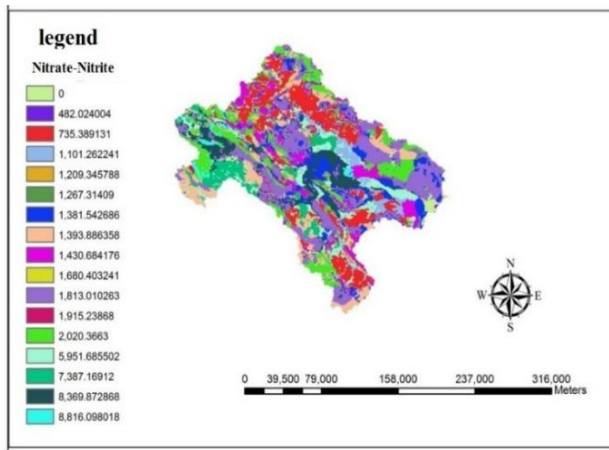 legend
Nitrate-Nitrite
0
482.024004
735.389131
1,101.262241
1,209.345788
1,267.31409
1,381.542686
1,393.886358
1,430.684176
1,680.403241
1,813.010263
1,915.23868
2,020.3663
5,951.685502
7,387.16912
8,369.872868
8,816.098018
N
W E
S
0 39,500 79,000 158,000 237,000 316,000
Meters